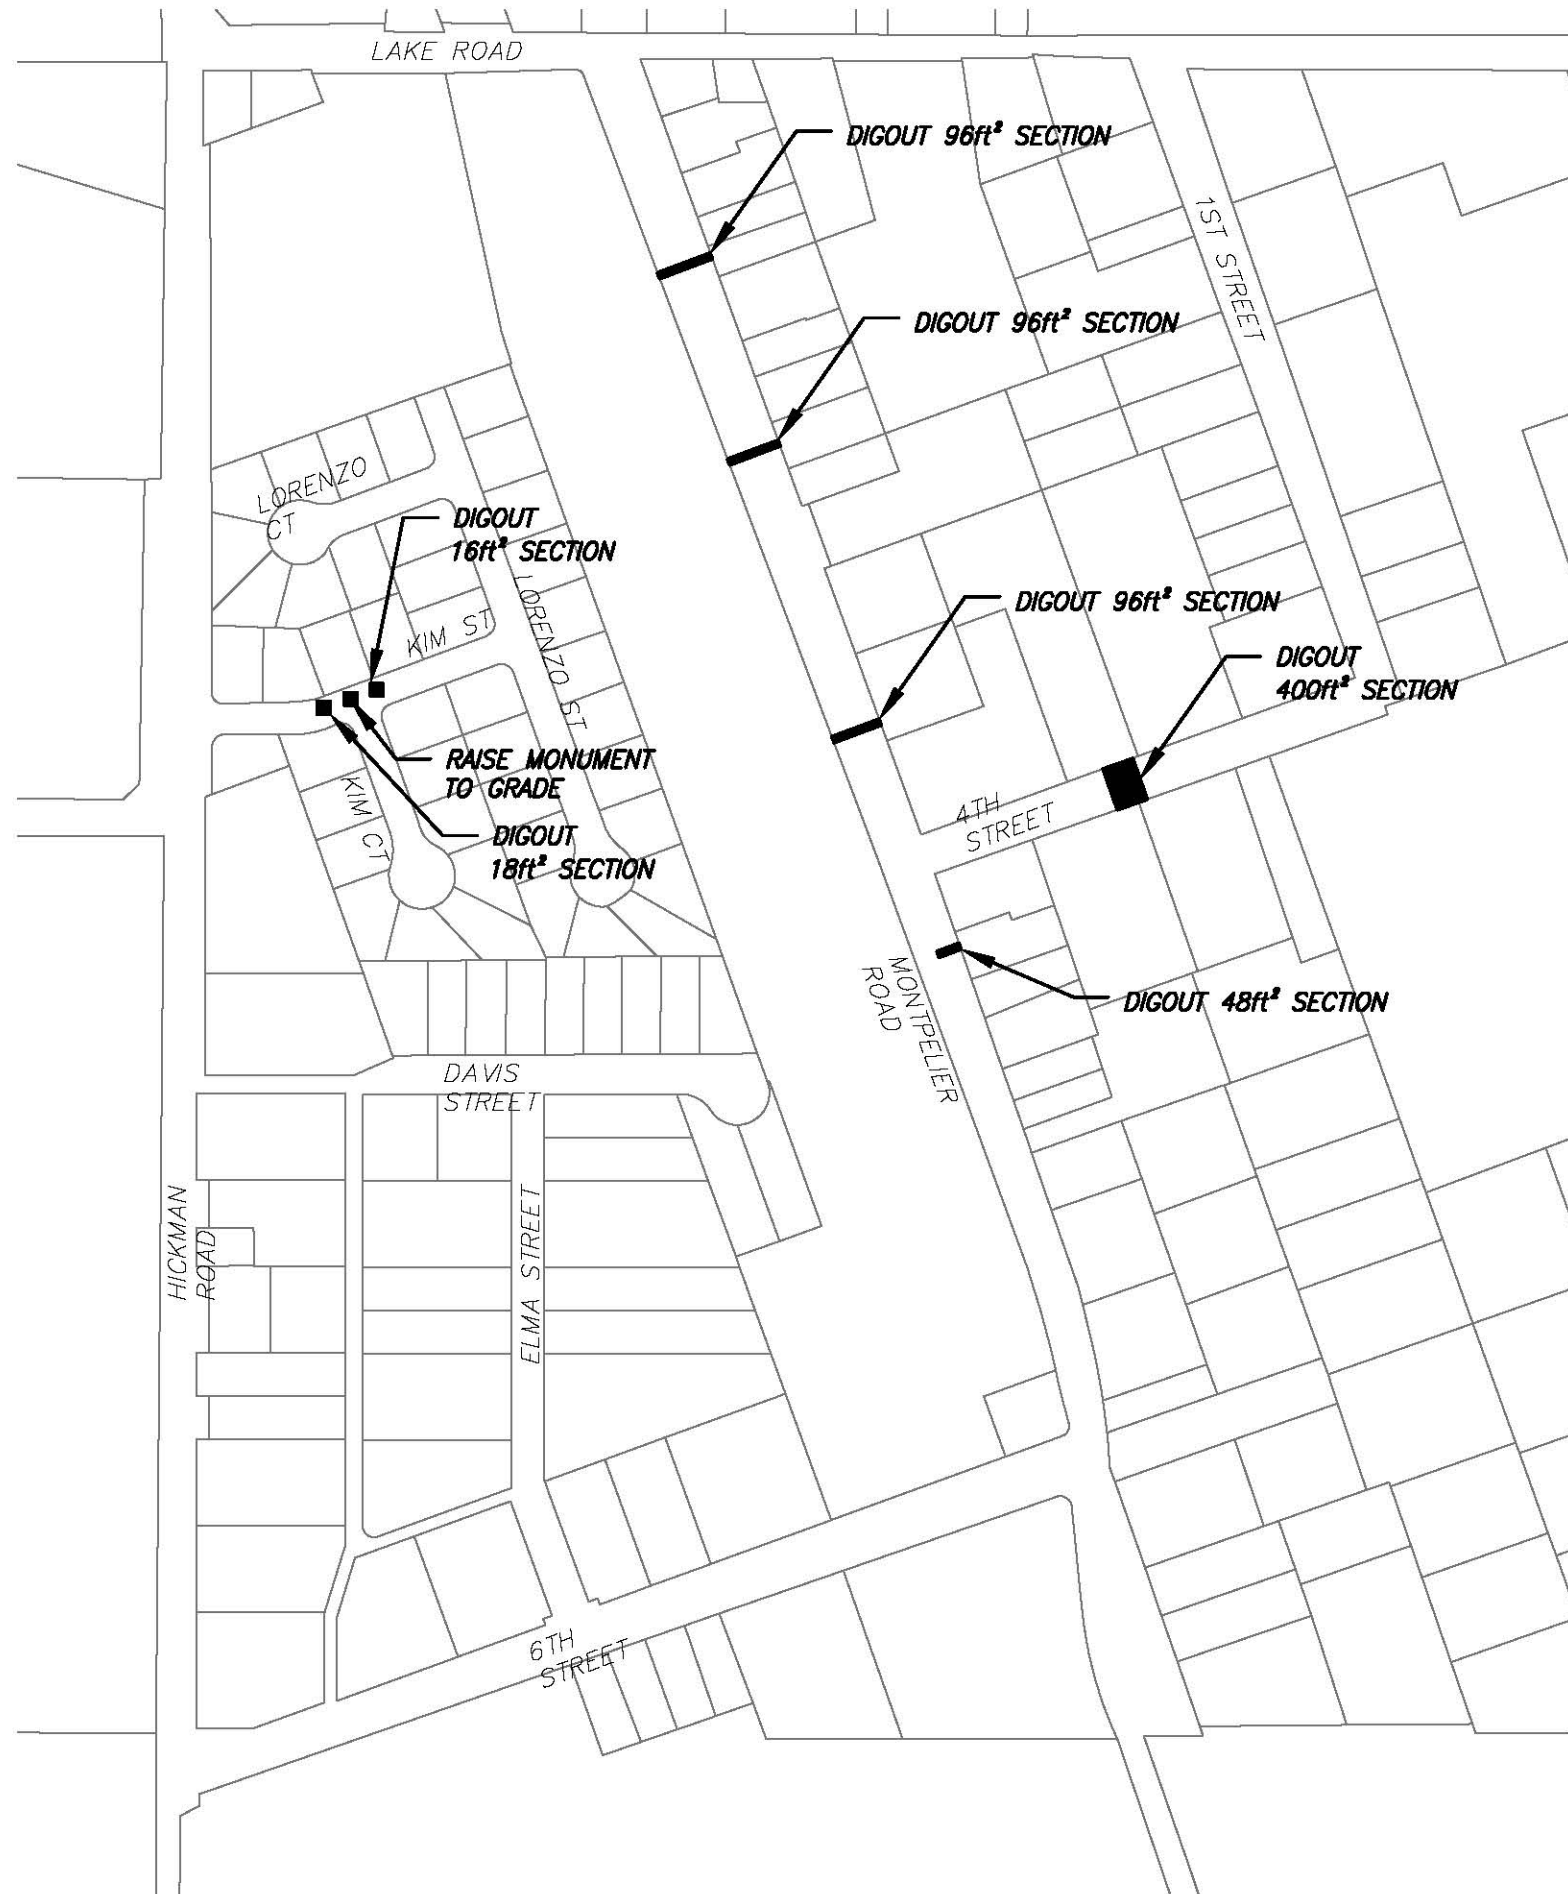 LAKE ROAD
DIGOUT 96ft² SECTION
1ST STREET
DIGOUT 96ft² SECTION
LORENZO
CT
DIGOUT
16ft² SECTION
LORENZO ST
KIM ST
DIGOUT 96ft² SECTION
DIGOUT
400ft² SECTION
RAISE MONUMENT
TO GRADE
KIM CT
4TH
STREET
DIGOUT
18ft² SECTION
MONTPELIER
ROAD
DIGOUT 48ft² SECTION
DAVIS
STREET
HICKMAN
ROAD
ELMA STREET
6TH
STREET